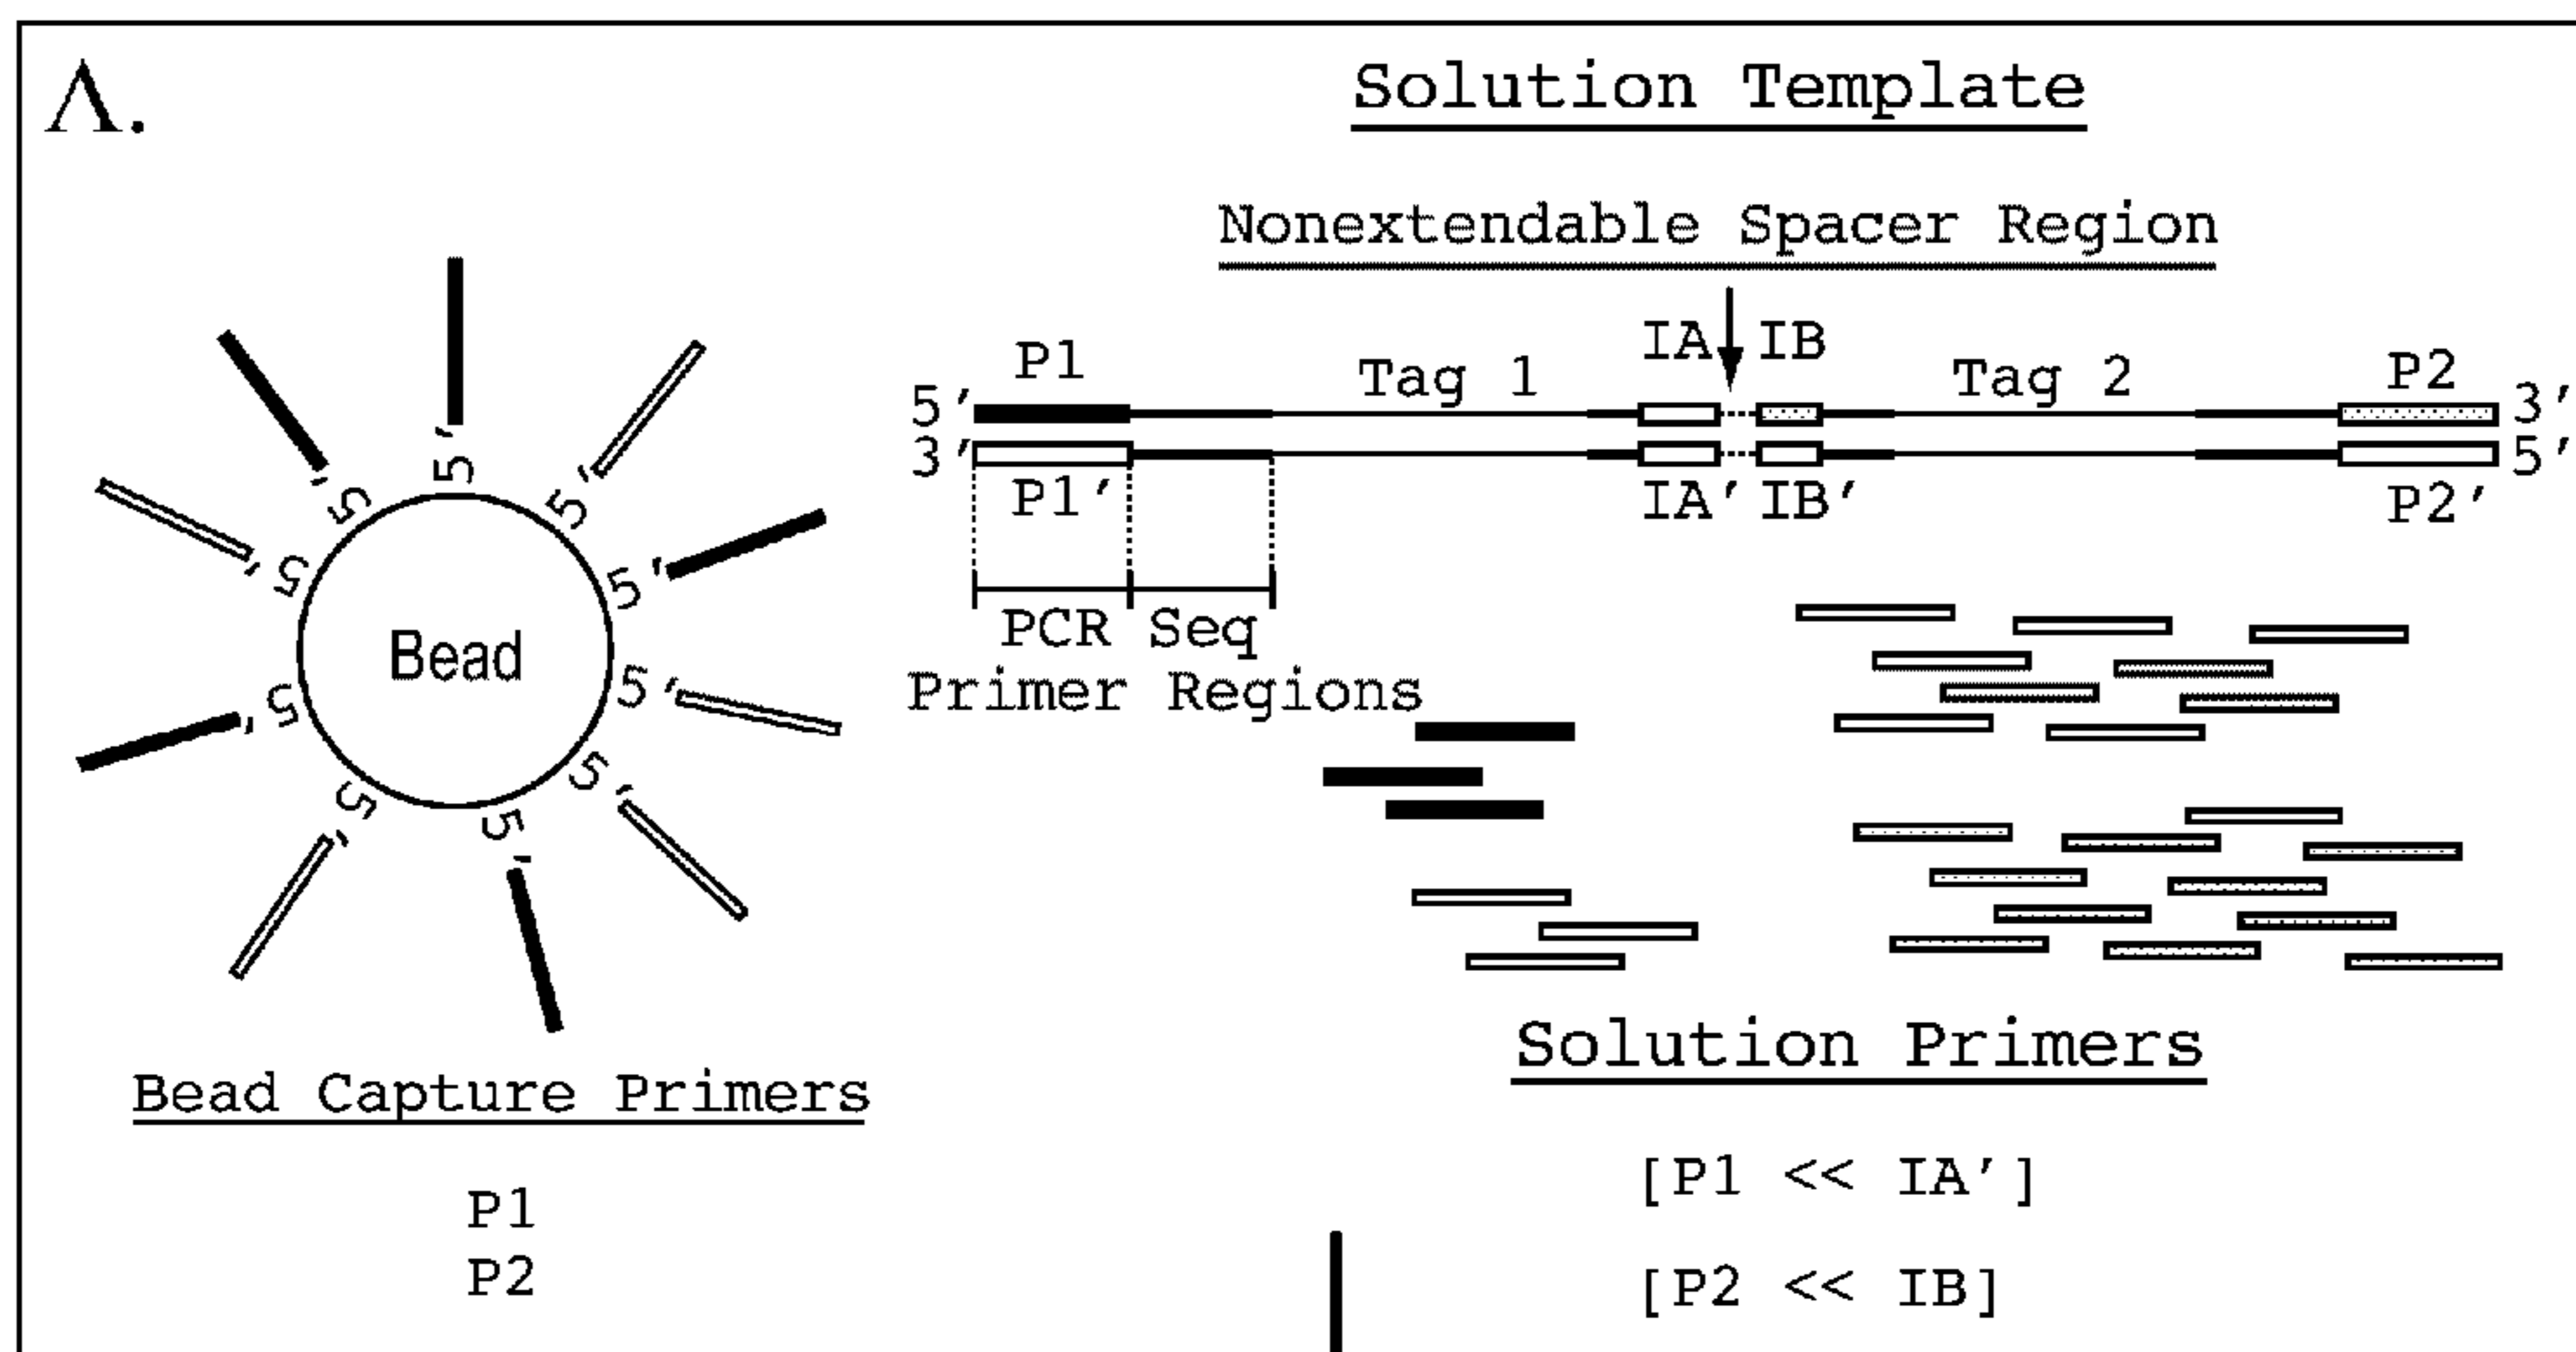 Λ.
Solution Template
Nonextendable Spacer Region
IA IB
P1 Tag 1 Tag 2 P2
5' 3'
3' 5'
P1' IA' IB' P2'
PCR Seq
Primer Regions
5'
5'
5'
5'
5'
5'
5'
5'
5'
5'
Bead
Solution Primers
Bead Capture Primers
P1
P2
[P1 << IA']
[P2 << IB]